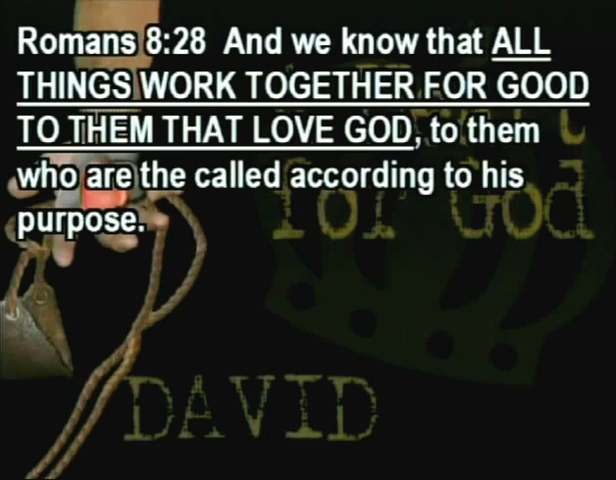 Romans 8:28 And we know that ALL
THINGS WORK TOGETHER FOR GOOD
TO THEM THAT LOVE GOD, to them
who are the called according to his
purpose.
for God
DAVID